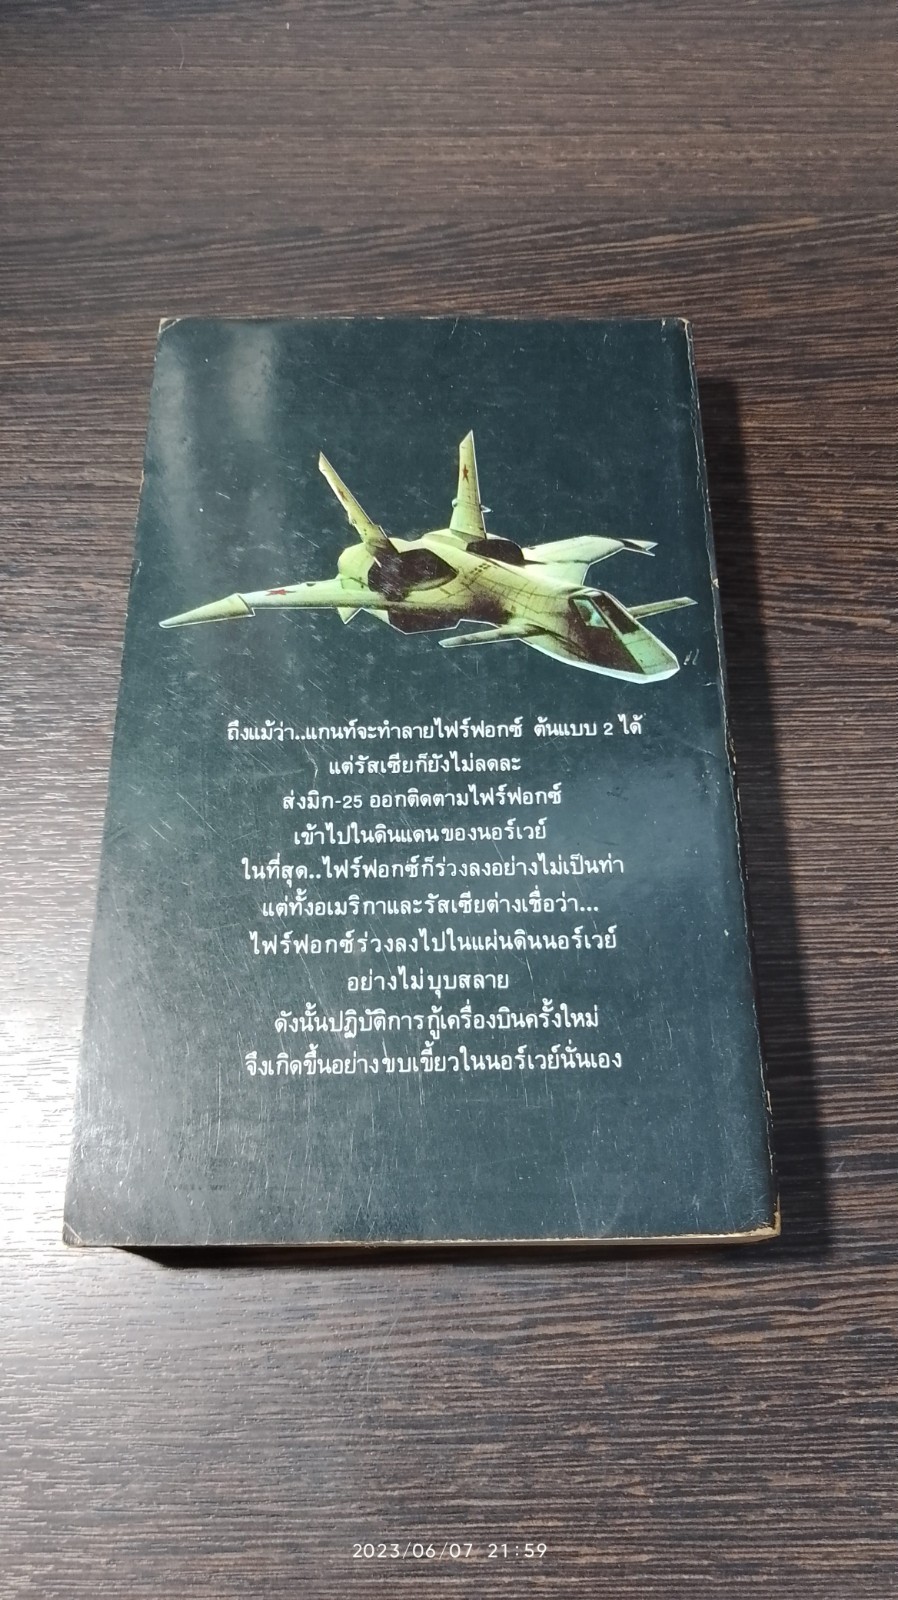 ถึงแม้ว่า..แกนท์จะทำลายไฟร์ฟอกซ์ ต้นแบบ 2 ได้
แต่รัสเซียก็ยังไม่ลดละ
ส่งมิก-25 ออกติดตามไฟร์ฟอกซ์
เข้าไปในดินแดนของนอร์เวย์
ในที่สุด..ไฟร์ฟอกซ์ก็ร่วงลงอย่างไม่เป็นท่า
แต่ทั้งอเมริกาและรัสเซียต่างเชื่อว่า...
ไฟร์ฟอกซ์ร่วงลงไปในแผ่นดินนอร์เวย์
อย่างไม่บุบสลาย
ดังนั้นปฏิบัติการกู้เครื่องบินครั้งใหม่
จึงเกิดขึ้นอย่างขบเขี้ยวในนอร์เวย์นั่นเอง
2023/06/07 21:59